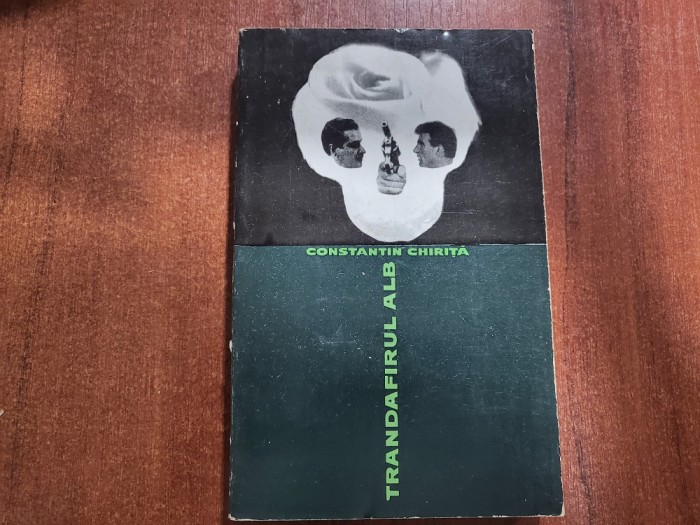 CONSTANTIN CHIRIȚĂ
TRANDAFIRUL ALB